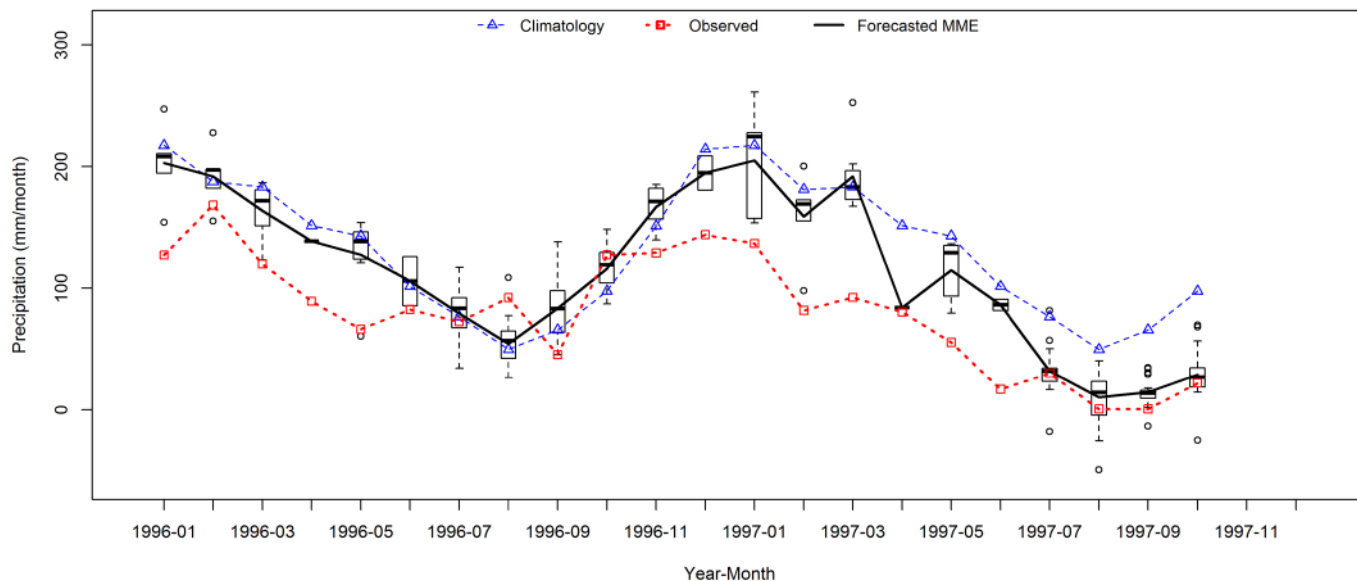 Climatology Observed Forecasted MME
300
200
100
0
Precipitation (mm/month)
1996-01 1996-03 1996-05 1996-07 1996-09 1996-11 1997-01 1997-03 1997-05 1997-07 1997-09 1997-11
Year-Month